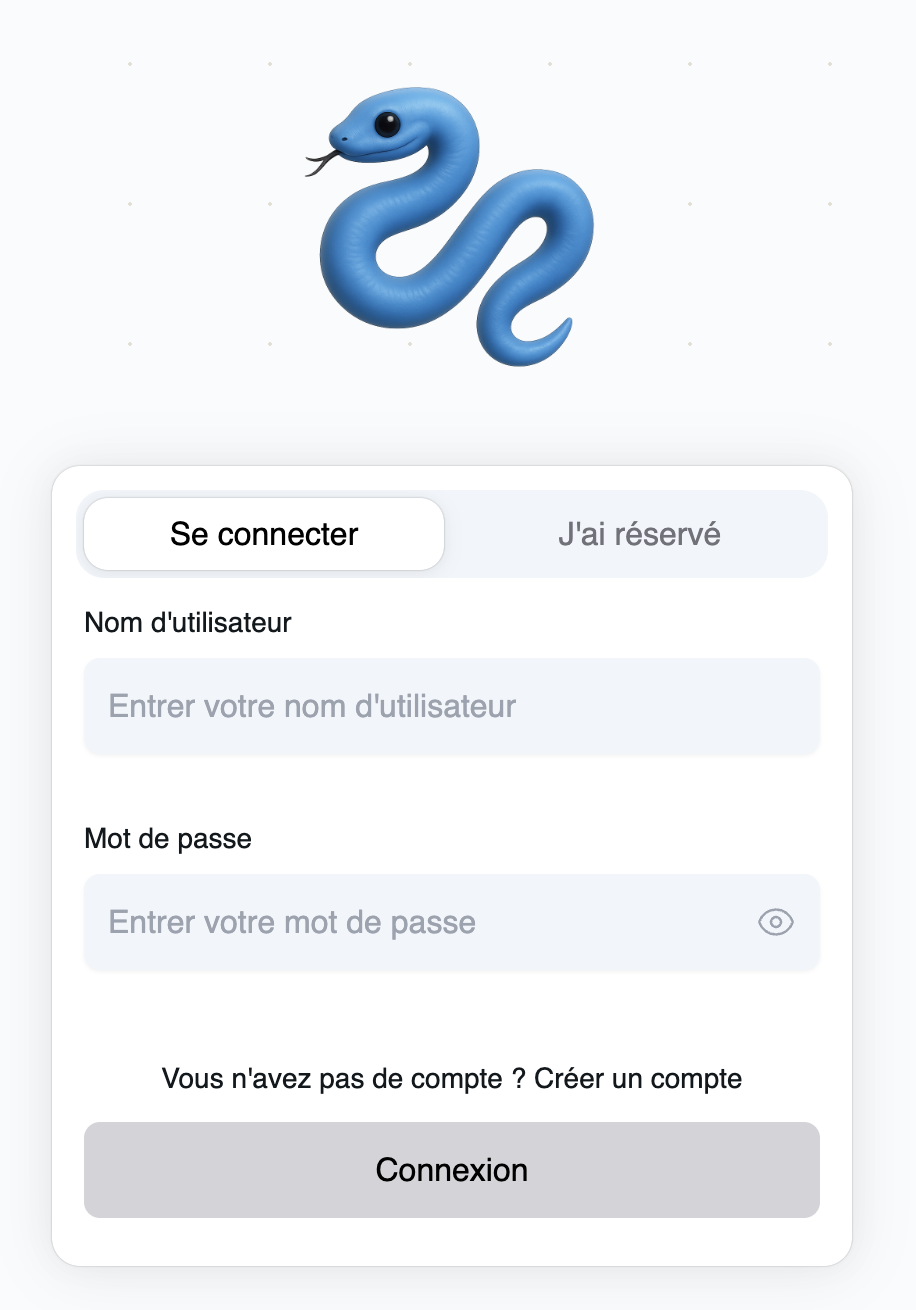 Se connecter
J'ai réservé
Nom d'utilisateur
Entrer votre nom d'utilisateur
Mot de passe
Entrer votre mot de passe
Vous n'avez pas de compte ? Créer un compte
Connexion